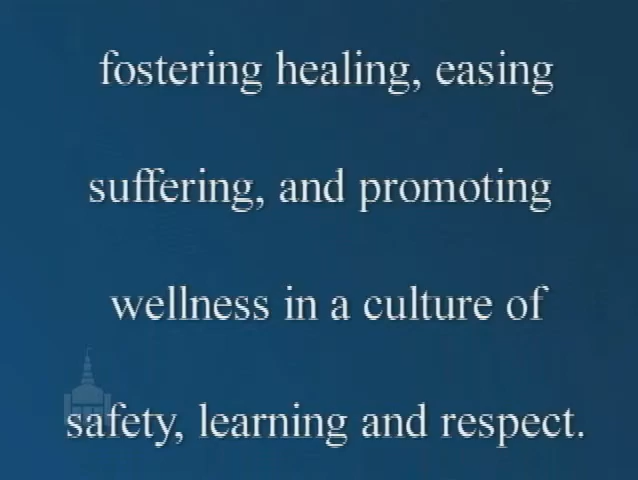 fostering healing, easing
suffering, and promoting
wellness in a culture of
safety, learning and respect.